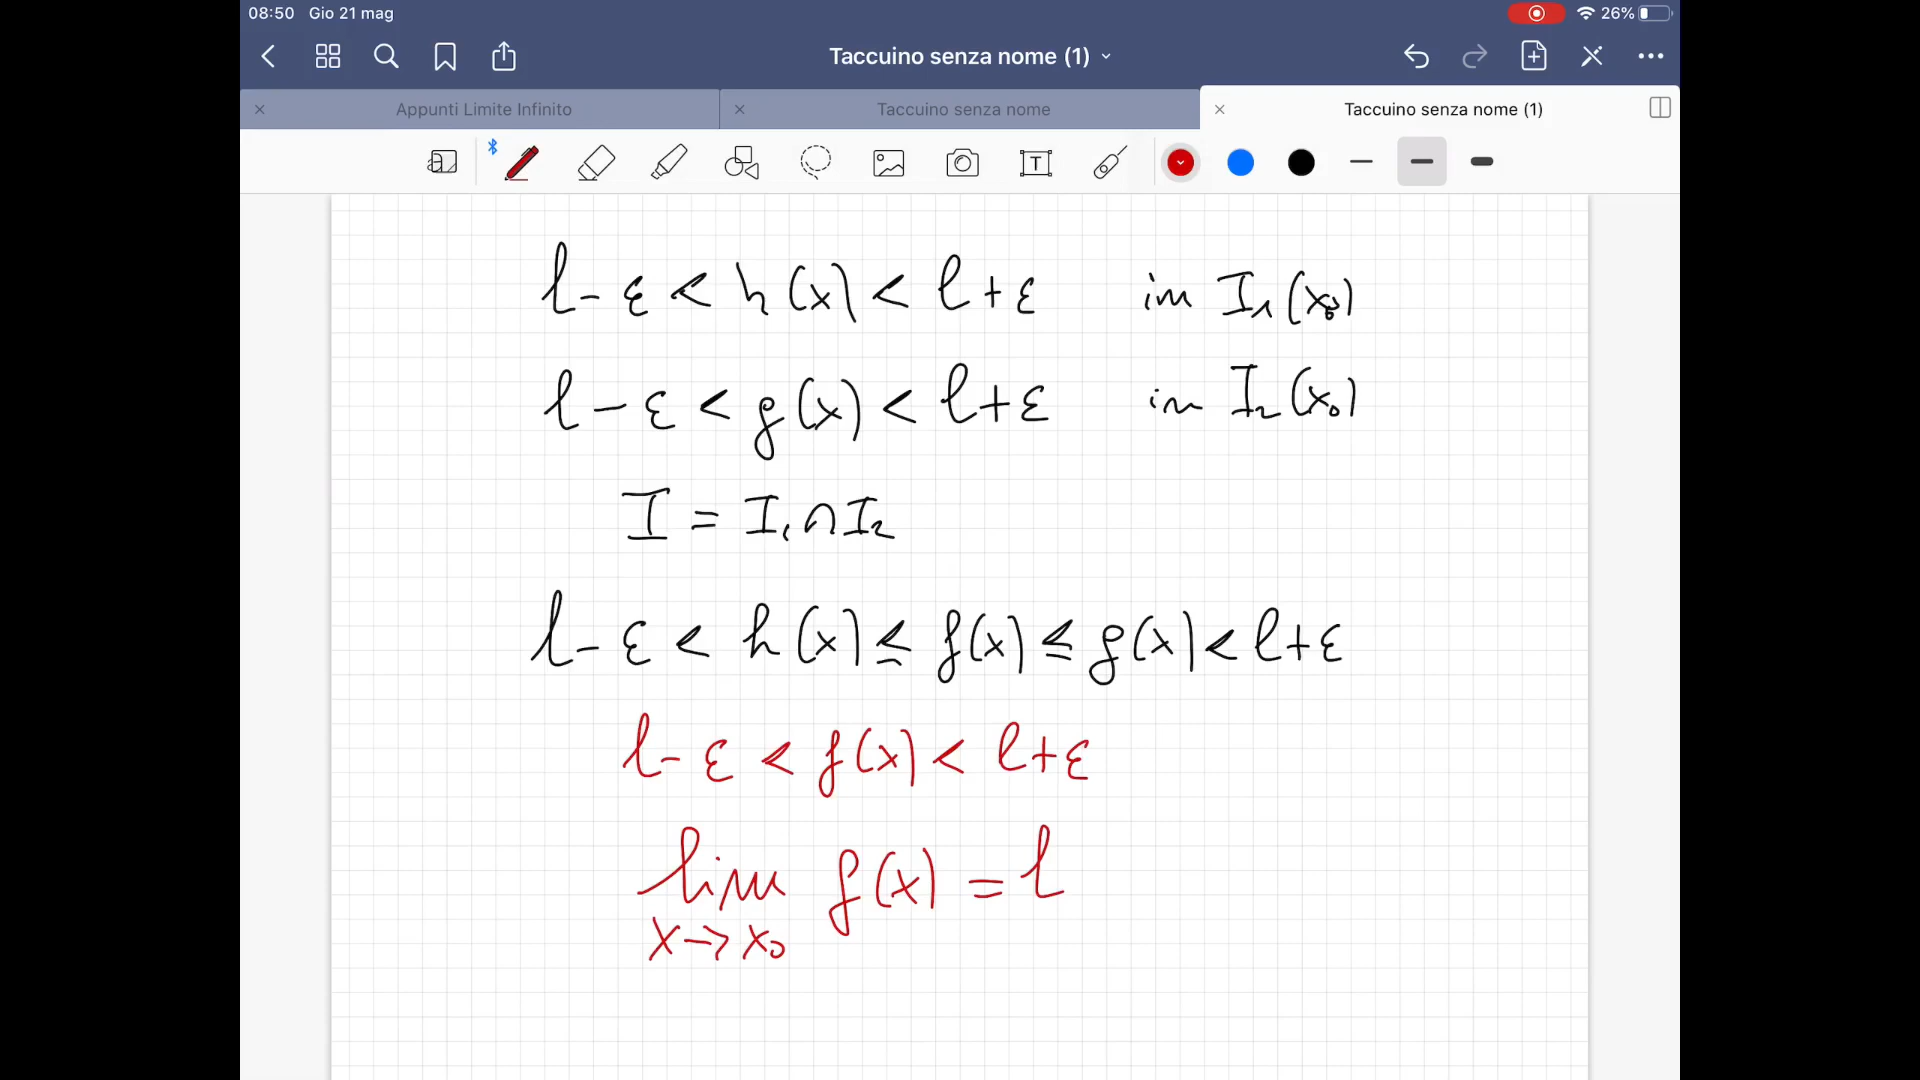 08:50 Gio 21 mag 26%
Taccuino senza nome (1)
Appunti Limite Infinito Taccuino senza nome Taccuino senza nome (1)
l - ε < h(x) < l + ε in I₁(x₀)
l - ε < g(x) < l + ε in I₂(x₀)
I = I₁ ∩ I₂
l - ε < h(x) ≤ f(x) ≤ g(x) < l + ε
l - ε < f(x) < l + ε
lim f(x) = l
x → x₀